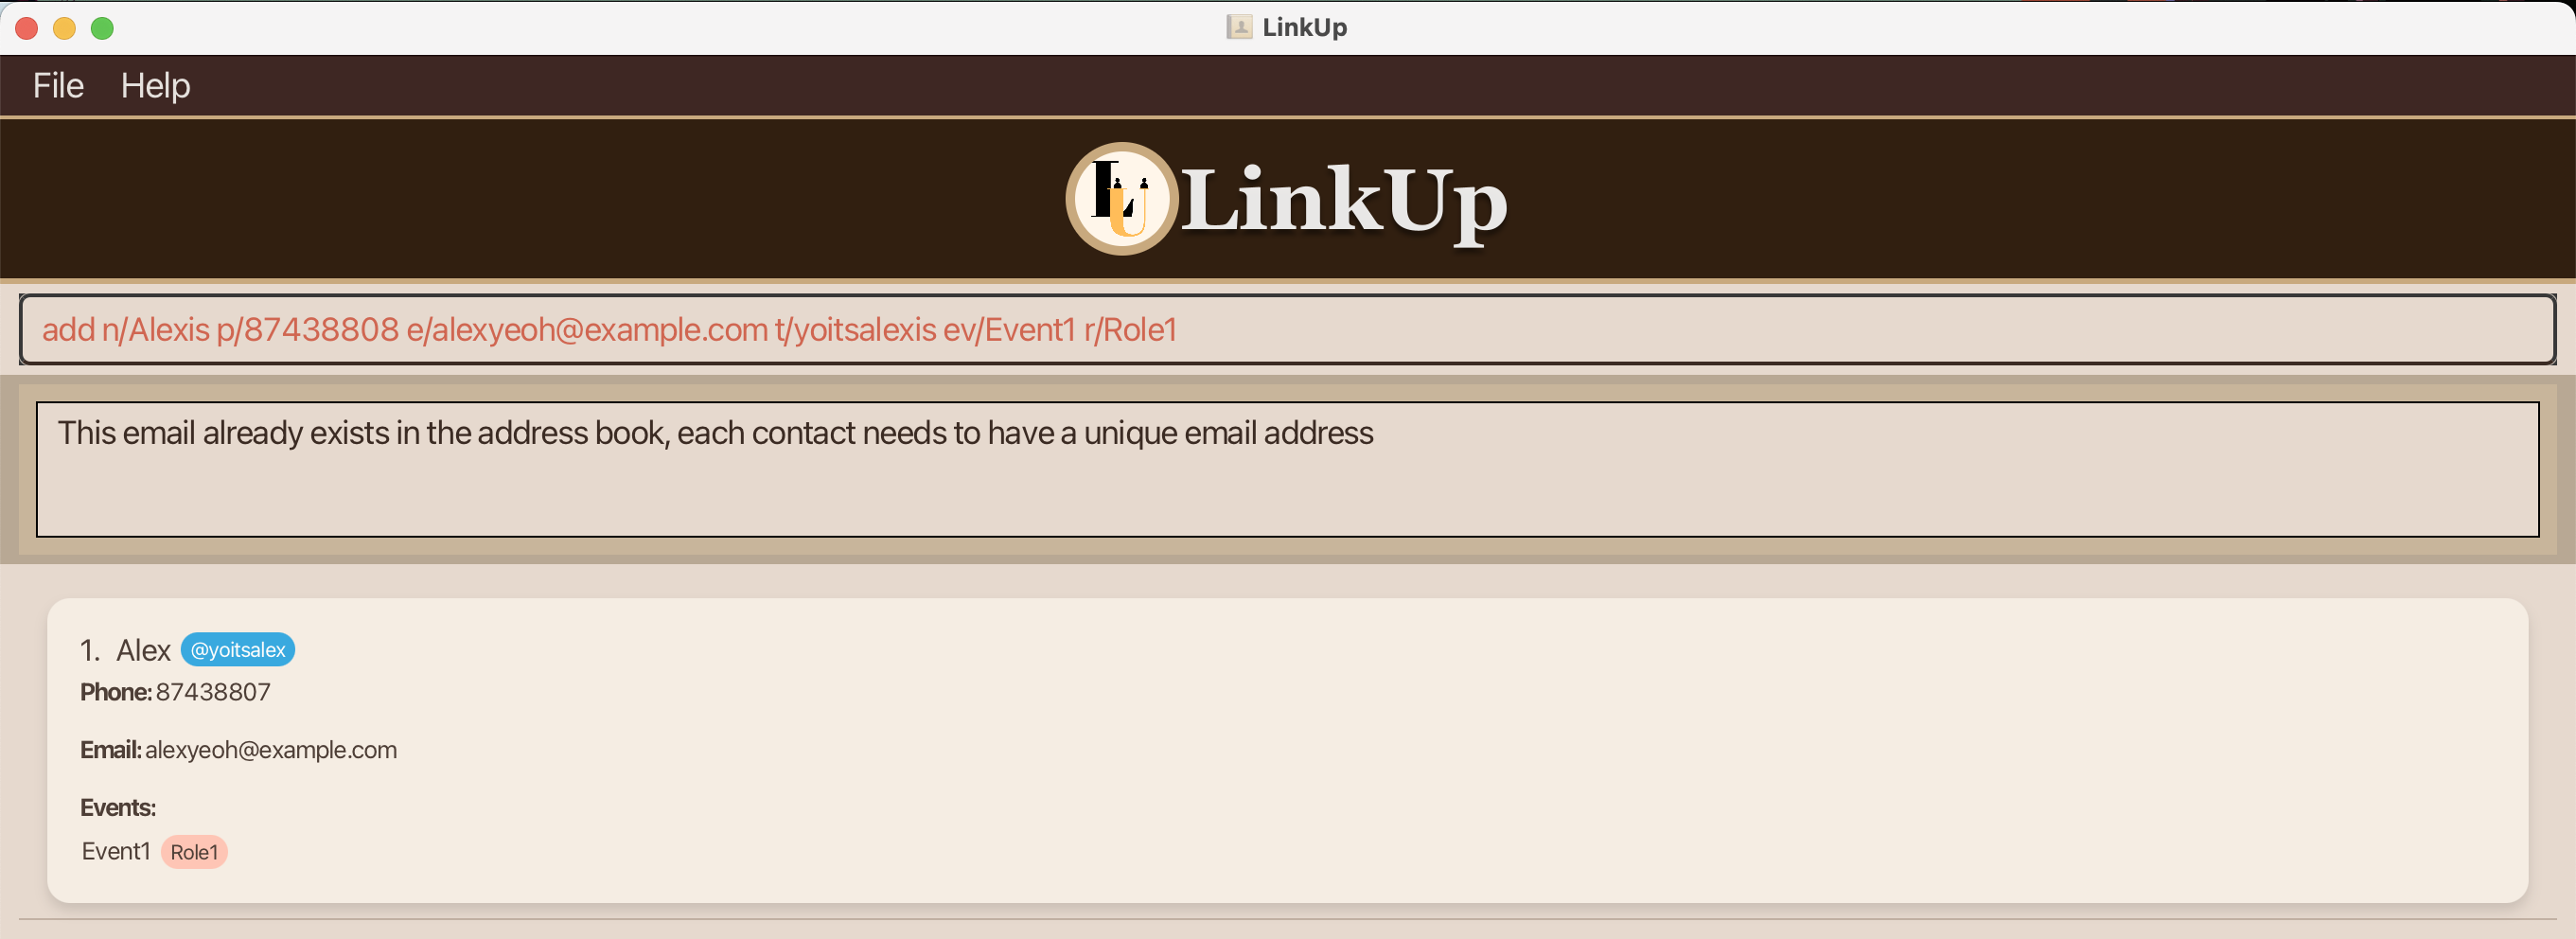 LinkUp
File Help
LU LinkUp
add n/Alexis p/87438808 e/alexyeoh@example.com t/yoitsalexis ev/Event1 r/Role1
This email already exists in the address book, each contact needs to have a unique email address
1. Alex @yoitsalex
Phone: 87438807
Email: alexyeoh@example.com
Events:
Event1 Role1